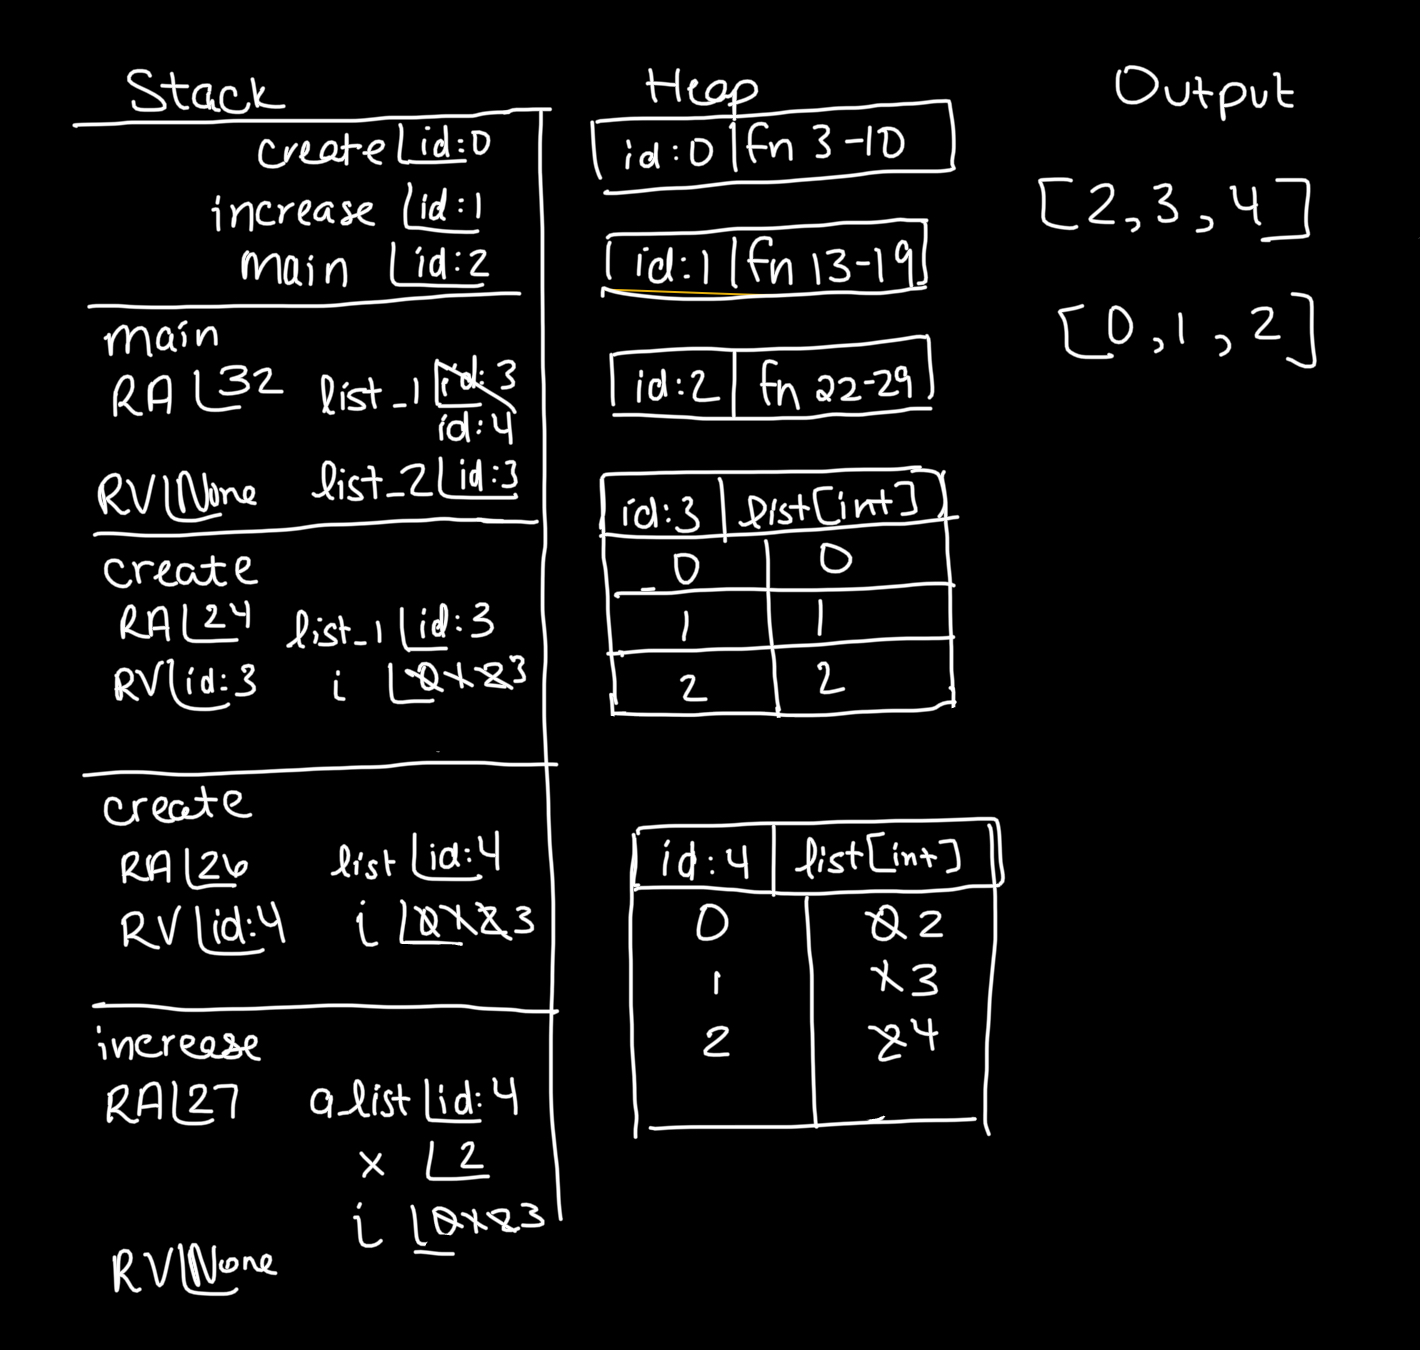 Stack
create id:0
increase id:1
main id:2
main
RA 32 list_1 id:3
id:4
RV None list_2 id:3
create
RA 24 list_1 id:3
RV id:3 i 0 1 2 3
create
RA 26 list id:4
RV id:4 i 0 1 2 3
increase
RA 27 a_list id:4
x 2
i 0 1 2 3
RV None
Heap
id:0 fn 3-10
id:1 fn 13-19
id:2 fn 22-29
id:3 list[int]
0 0
1 1
2 2
id:4 list[int]
0 0 2
1 1 3
2 2 4
Output
[2,3,4]
[0,1,2]